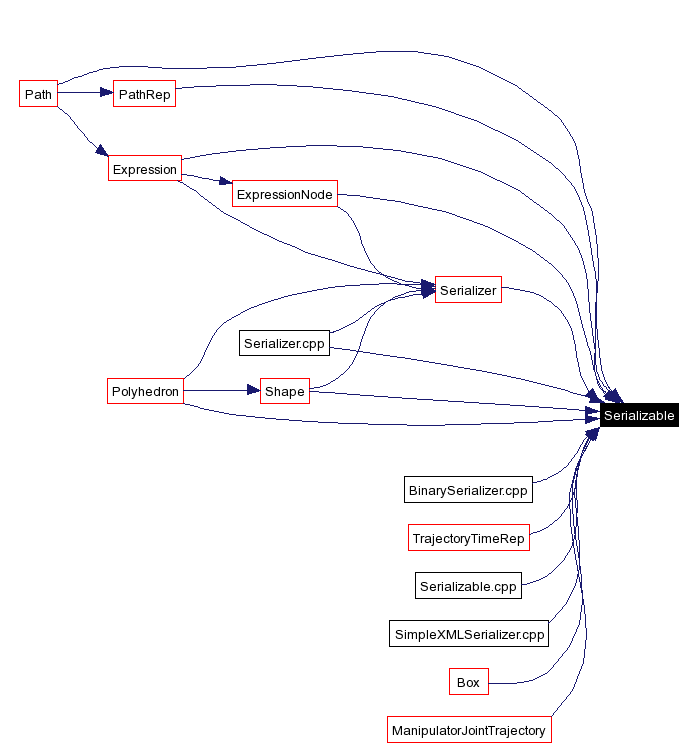 Path
PathRep
Expression
ExpressionNode
Serializer
Serializer.cpp
Polyhedron
Shape
Serializable
BinarySerializer.cpp
TrajectoryTimeRep
Serializable.cpp
SimpleXMLSerializer.cpp
Box
ManipulatorJointTrajectory